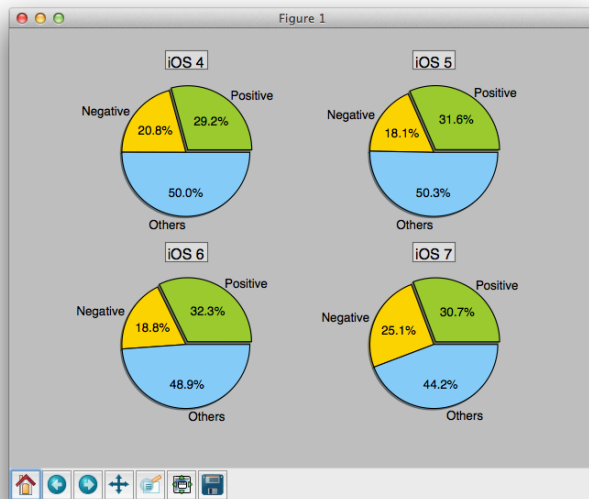 Figure 1
iOS 4
Positive
Negative
29.2%
20.8%
50.0%
Others
iOS 5
Positive
Negative
31.6%
18.1%
50.3%
Others
iOS 6
Positive
Negative
32.3%
18.8%
48.9%
Others
iOS 7
Positive
Negative
30.7%
25.1%
44.2%
Others